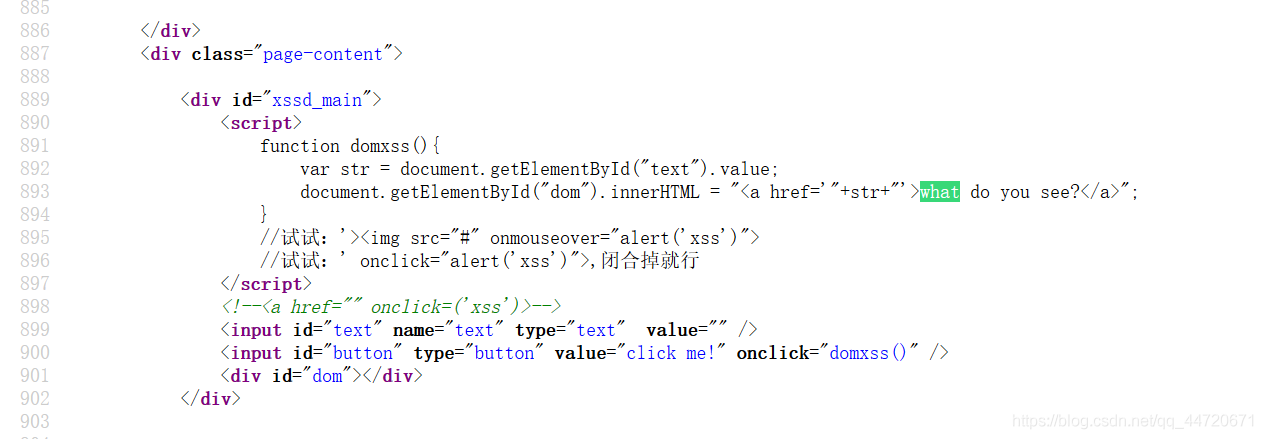 885
886 </div>
887 <div class="page-content">
888
889 <div id="xssd_main">
890 <script>
891 function domxss(){
892 var str = document.getElementById("text").value;
893 document.getElementById("dom").innerHTML = "<a href='"+str+"'>what do you see?</a>";
894 }
895 //试试：'><img src="#" onmouseover="alert('xss')">
896 //试试：' onclick="alert('xss')">,闭合掉就行
897 </script>
898 <!--<a href="" onclick=('xss')>-->
899 <input id="text" name="text" type="text"  value="" />
900 <input id="button" type="button" value="click me!" onclick="domxss()" />
901 <div id="dom"></div>
902 </div>
903
https://blog.csdn.net/qq_44720671